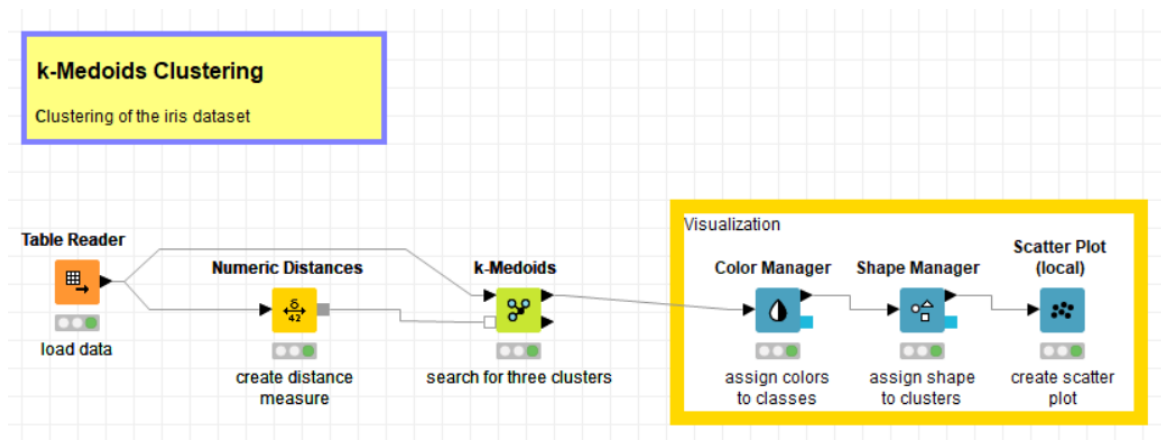 k-Medoids Clustering
Clustering of the iris dataset
Table Reader
load data
Numeric Distances
δ
42
create distance
measure
k-Medoids
search for three clusters
Visualization
Color Manager
assign colors
to classes
Shape Manager
assign shape
to clusters
Scatter Plot
(local)
create scatter
plot